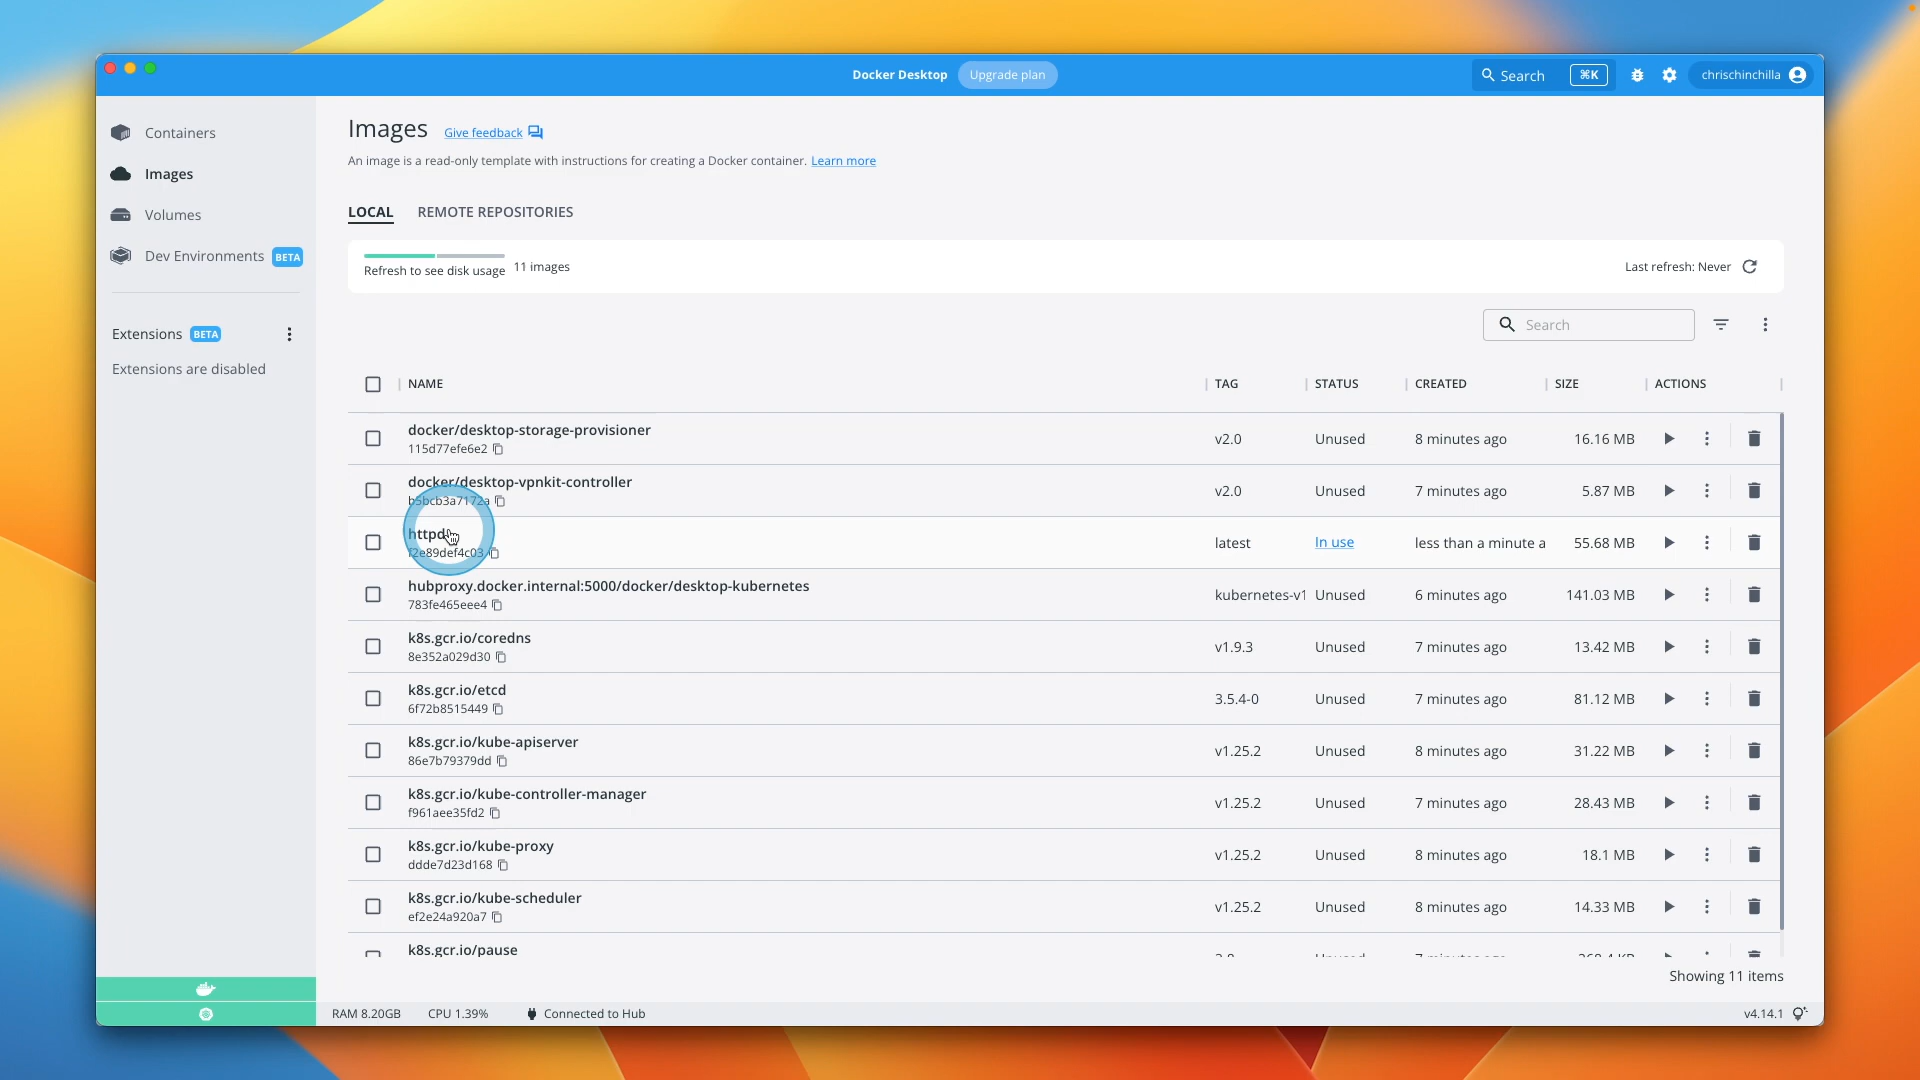 Docker Desktop Upgrade plan Search ⌘K chrischinchilla
Containers
Images
Volumes
Dev Environments BETA
Extensions BETA
Extensions are disabled
Images Give feedback
An image is a read-only template with instructions for creating a Docker container. Learn more
LOCAL REMOTE REPOSITORIES
Refresh to see disk usage 11 images Last refresh: Never
Search
NAME TAG STATUS CREATED SIZE ACTIONS
docker/desktop-storage-provisioner
115d77efe6e2 v2.0 Unused 8 minutes ago 16.16 MB
docker/desktop-vpnkit-controller
b5bcb3a7172a v2.0 Unused 7 minutes ago 5.87 MB
httpd
f2e89def4c03 latest In use less than a minute a 55.68 MB
hubproxy.docker.internal:5000/docker/desktop-kubernetes
783fe465eee4 kubernetes-v1 Unused 6 minutes ago 141.03 MB
k8s.gcr.io/coredns
8e352a029d30 v1.9.3 Unused 7 minutes ago 13.42 MB
k8s.gcr.io/etcd
6f72b8515449 3.5.4-0 Unused 7 minutes ago 81.12 MB
k8s.gcr.io/kube-apiserver
86e7b79379dd v1.25.2 Unused 8 minutes ago 31.22 MB
k8s.gcr.io/kube-controller-manager
f961aee35fd2 v1.25.2 Unused 7 minutes ago 28.43 MB
k8s.gcr.io/kube-proxy
ddde7d23d168 v1.25.2 Unused 8 minutes ago 18.1 MB
k8s.gcr.io/kube-scheduler
ef2e24a920a7 v1.25.2 Unused 8 minutes ago 14.33 MB
k8s.gcr.io/pause
Showing 11 items
RAM 8.20GB CPU 1.39% Connected to Hub v4.14.1